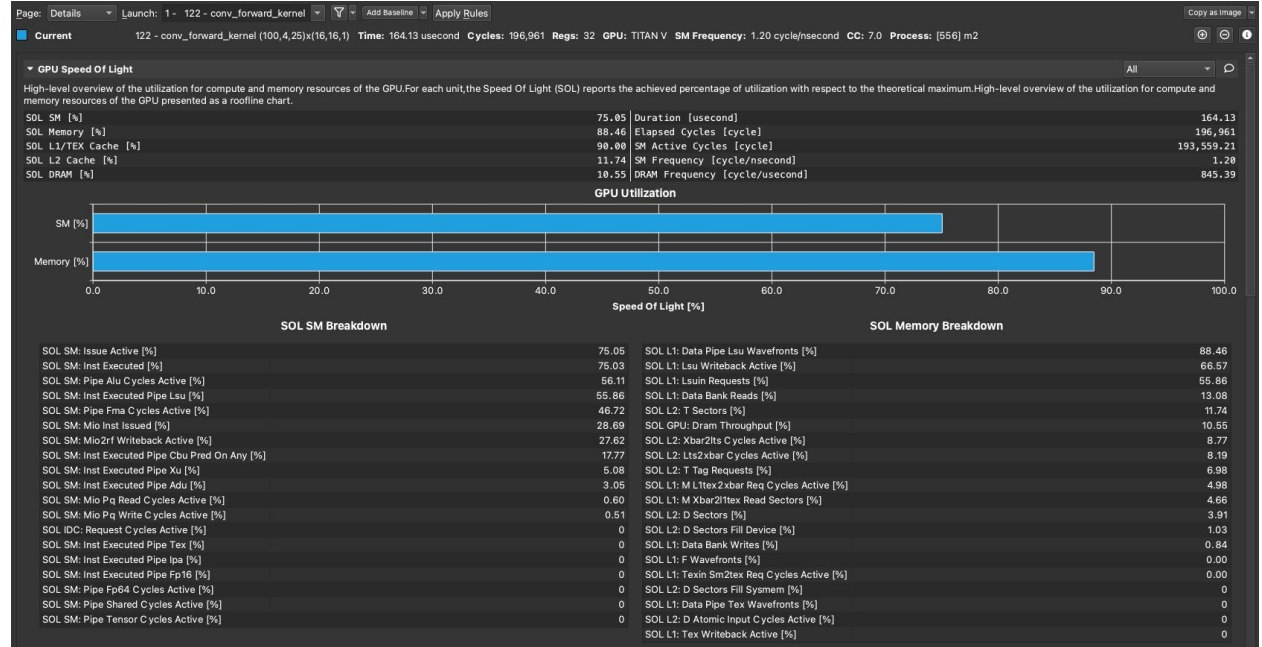 Page: Details Launch: 1 - 122 - conv_forward_kernel Add Baseline Apply Rules Copy as Image
Current 122 - conv_forward_kernel (100,4,25)x(16,16,1) Time: 164.13 usecond Cycles: 196,961 Regs: 32 GPU: TITAN V SM Frequency: 1.20 cycle/nsecond CC: 7.0 Process: [556] m2
GPU Speed Of Light All
High-level overview of the utilization for compute and memory resources of the GPU.For each unit,the Speed Of Light (SOL) reports the achieved percentage of utilization with respect to the theoretical maximum.High-level overview of the utilization for compute and
memory resources of the GPU presented as a roofline chart.
SOL SM [%] 75.05 Duration [usecond] 164.13
SOL Memory [%] 88.46 Elapsed Cycles [cycle] 196,961
SOL L1/TEX Cache [%] 90.00 SM Active Cycles [cycle] 193,559.21
SOL L2 Cache [%] 11.74 SM Frequency [cycle/nsecond] 1.20
SOL DRAM [%] 10.55 DRAM Frequency [cycle/usecond] 845.39
GPU Utilization
SM [%]
Memory [%]
0.0 10.0 20.0 30.0 40.0 50.0 60.0 70.0 80.0 90.0 100.0
Speed Of Light [%]
SOL SM Breakdown SOL Memory Breakdown
SOL SM: Issue Active [%] 75.05 SOL L1: Data Pipe Lsu Wavefronts [%] 88.46
SOL SM: Inst Executed [%] 75.03 SOL L1: Lsu Writeback Active [%] 66.57
SOL SM: Pipe Alu Cycles Active [%] 56.11 SOL L1: Lsuin Requests [%] 55.86
SOL SM: Inst Executed Pipe Lsu [%] 55.86 SOL L1: Data Bank Reads [%] 13.08
SOL SM: Pipe Fma Cycles Active [%] 46.72 SOL L2: T Sectors [%] 11.74
SOL SM: Mio Inst Issued [%] 28.69 SOL GPU: Dram Throughput [%] 10.55
SOL SM: Mio2rf Writeback Active [%] 27.62 SOL L2: Xbar2lts Cycles Active [%] 8.77
SOL SM: Inst Executed Pipe Cbu Pred On Any [%] 17.77 SOL L2: Lts2xbar Cycles Active [%] 8.19
SOL SM: Inst Executed Pipe Xu [%] 5.08 SOL L2: T Tag Requests [%] 6.98
SOL SM: Inst Executed Pipe Adu [%] 3.05 SOL L1: M L1tex2xbar Req Cycles Active [%] 4.98
SOL SM: Mio Pq Read Cycles Active [%] 0.60 SOL L1: M Xbar2l1tex Read Sectors [%] 4.66
SOL SM: Mio Pq Write Cycles Active [%] 0.51 SOL L2: D Sectors [%] 3.91
SOL IDC: Request Cycles Active [%] 0 SOL L2: D Sectors Fill Device [%] 1.03
SOL SM: Inst Executed Pipe Tex [%] 0 SOL L1: Data Bank Writes [%] 0.84
SOL SM: Inst Executed Pipe Ipa [%] 0 SOL L1: F Wavefronts [%] 0.00
SOL SM: Inst Executed Pipe Fp16 [%] 0 SOL L1: Texin Sm2tex Req Cycles Active [%] 0.00
SOL SM: Pipe Fp64 Cycles Active [%] 0 SOL L2: D Sectors Fill Sysmem [%] 0
SOL SM: Pipe Shared Cycles Active [%] 0 SOL L1: Data Pipe Tex Wavefronts [%] 0
SOL SM: Pipe Tensor Cycles Active [%] 0 SOL L2: D Atomic Input Cycles Active [%] 0
SOL L1: Tex Writeback Active [%] 0